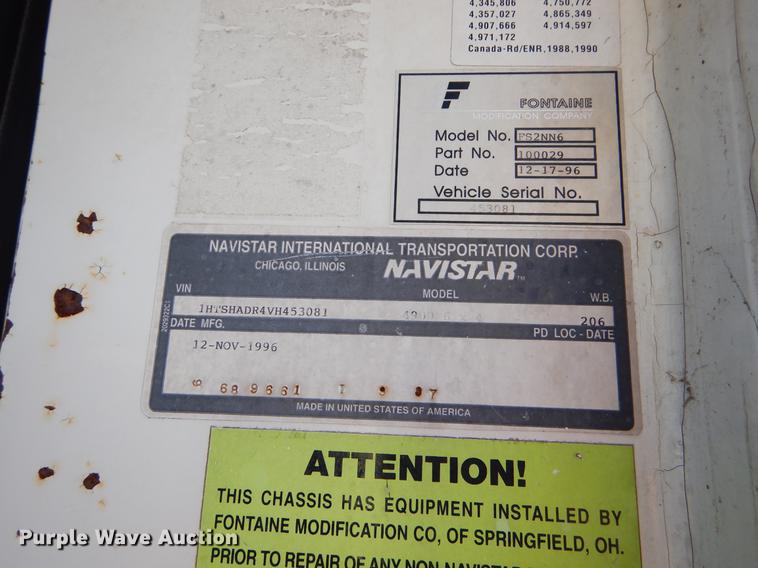 4,345,806 4,750,772
4,357,027 4,865,349
4,907,666 4,914,597
4,971,172
Canada-Rd/ENR,1988,1990
FONTAINE
MODIFICATION COMPANY
Model No. FS2NN6
Part No. 100029
Date 12-17-96
Vehicle Serial No.
453081
NAVISTAR INTERNATIONAL TRANSPORTATION CORP.
CHICAGO, ILLINOIS NAVISTAR TM
VIN MODEL W.B.
1HTSHADR4VH453081 206
DATE MFG. PD LOC - DATE
2029322C1
12-NOV-1996
MADE IN UNITED STATES OF AMERICA
ATTENTION!
THIS CHASSIS HAS EQUIPMENT INSTALLED BY
FONTAINE MODIFICATION CO, OF SPRINGFIELD, OH.
PRIOR TO REPAIR OF ANY NON-NAVISTAR
Purple Wave Auction